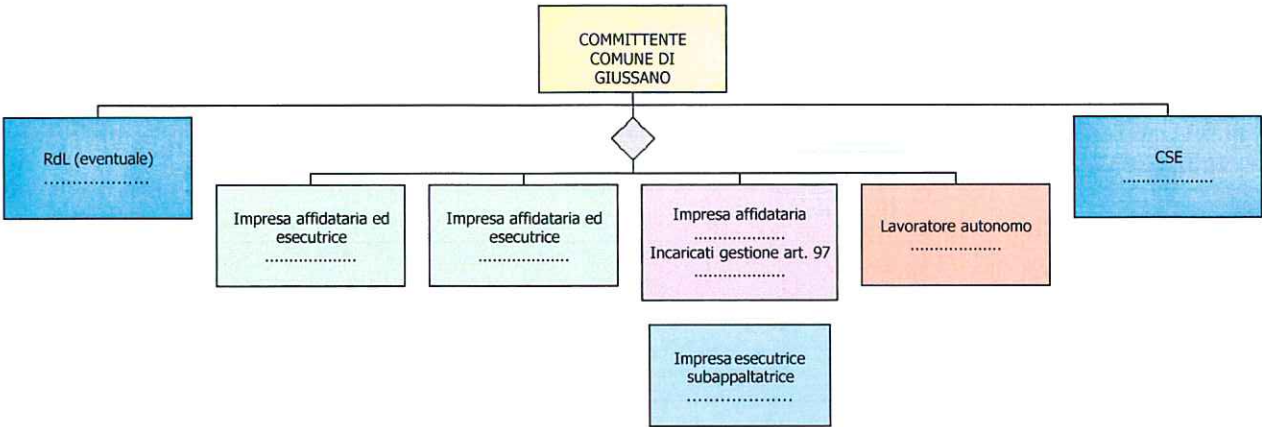 COMMITTENTE
COMUNE DI
GIUSSANO
RdL (eventuale)
...................
CSE
...................
Impresa affidataria ed
esecutrice
...................
Impresa affidataria ed
esecutrice
...................
Impresa affidataria
...................
Incaricati gestione art. 97
...................
Lavoratore autonomo
...................
Impresa esecutrice
subappaltatrice
...................